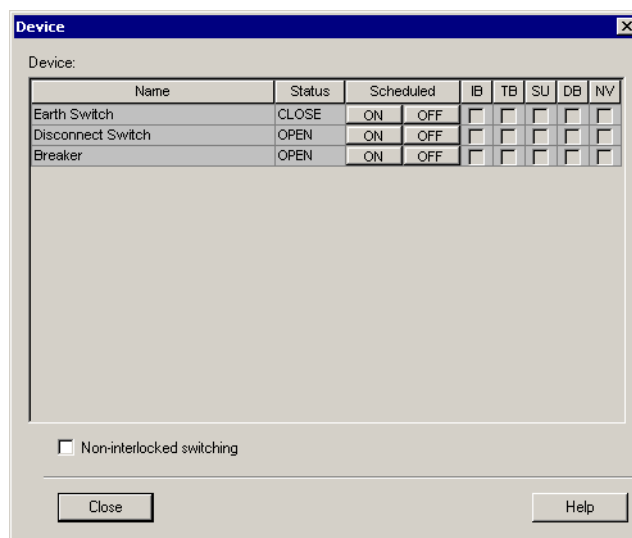 Device
Device:
Name Status Scheduled IB TB SU DB NV
Earth Switch CLOSE ON OFF
Disconnect Switch OPEN ON OFF
Breaker OPEN ON OFF
Non-interlocked switching
Close Help